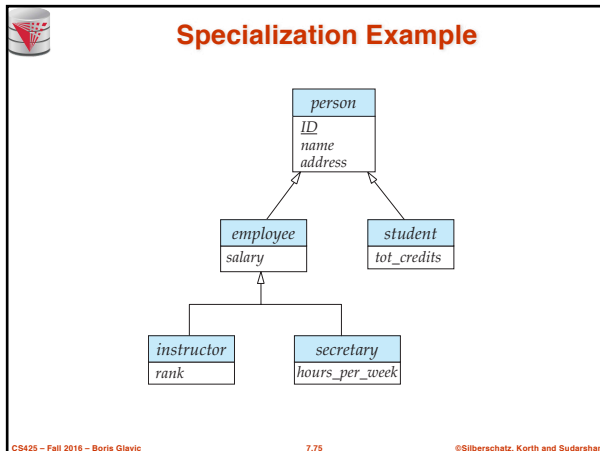 Specialization Example
person
ID
name
address
employee
salary
student
tot_credits
instructor
rank
secretary
hours_per_week
CS425 – Fall 2016 – Boris Glavic
7.75
©Silberschatz, Korth and Sudarshan